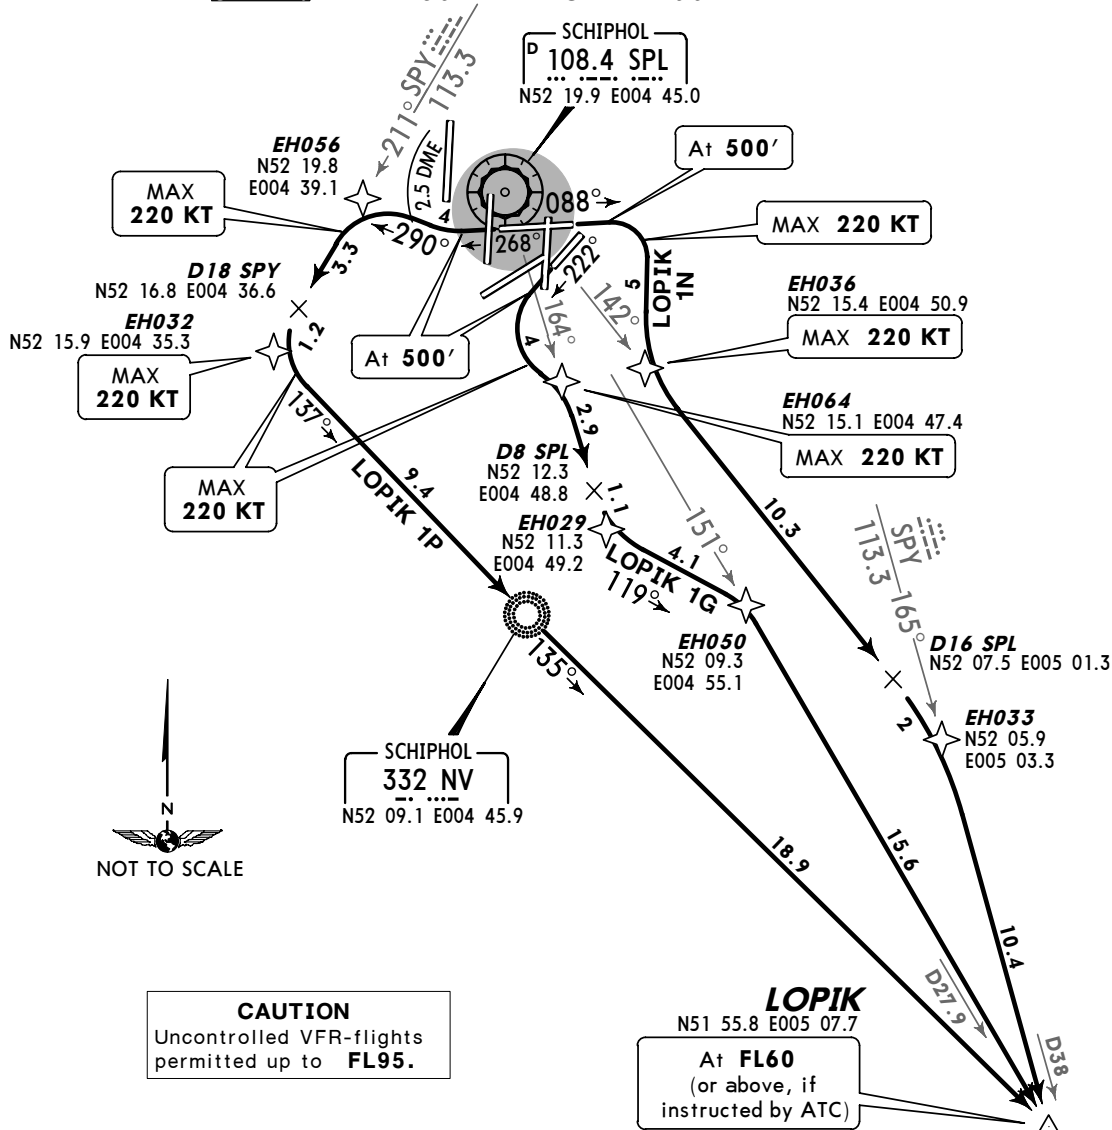 SCHIPHOL
D 108.4 SPL
N52 19.9 E004 45.0
SPY
113.3
211°
EH056
N52 19.8
E004 39.1
2.5 DME
At 500'
MAX
220 KT
4
088°
MAX 220 KT
290°
268°
222°
3.3
D18 SPY
N52 16.8 E004 36.6
5
LOPIK
1N
EH036
N52 15.4 E004 50.9
MAX 220 KT
142°
164°
EH032
N52 15.9 E004 35.3
1.2
At 500'
4
MAX
220 KT
EH064
N52 15.1 E004 47.4
MAX 220 KT
137°
2.9
D8 SPL
N52 12.3
E004 48.8
MAX
220 KT
9.4
LOPIK 1P
1.1
10.3
EH029
N52 11.3
E004 49.2
151°
4.1
LOPIK 1G
119°
SPY
113.3
165°
EH050
N52 09.3
E004 55.1
D16 SPL
N52 07.5 E005 01.3
135°
2
EH033
N52 05.9
E005 03.3
SCHIPHOL
332 NV
N52 09.1 E004 45.9
N
NOT TO SCALE
18.9
15.6
10.4
D27.9
CAUTION
Uncontrolled VFR-flights
permitted up to FL95.
LOPIK
N51 55.8 E005 07.7
D38
At FL60
(or above, if
instructed by ATC)